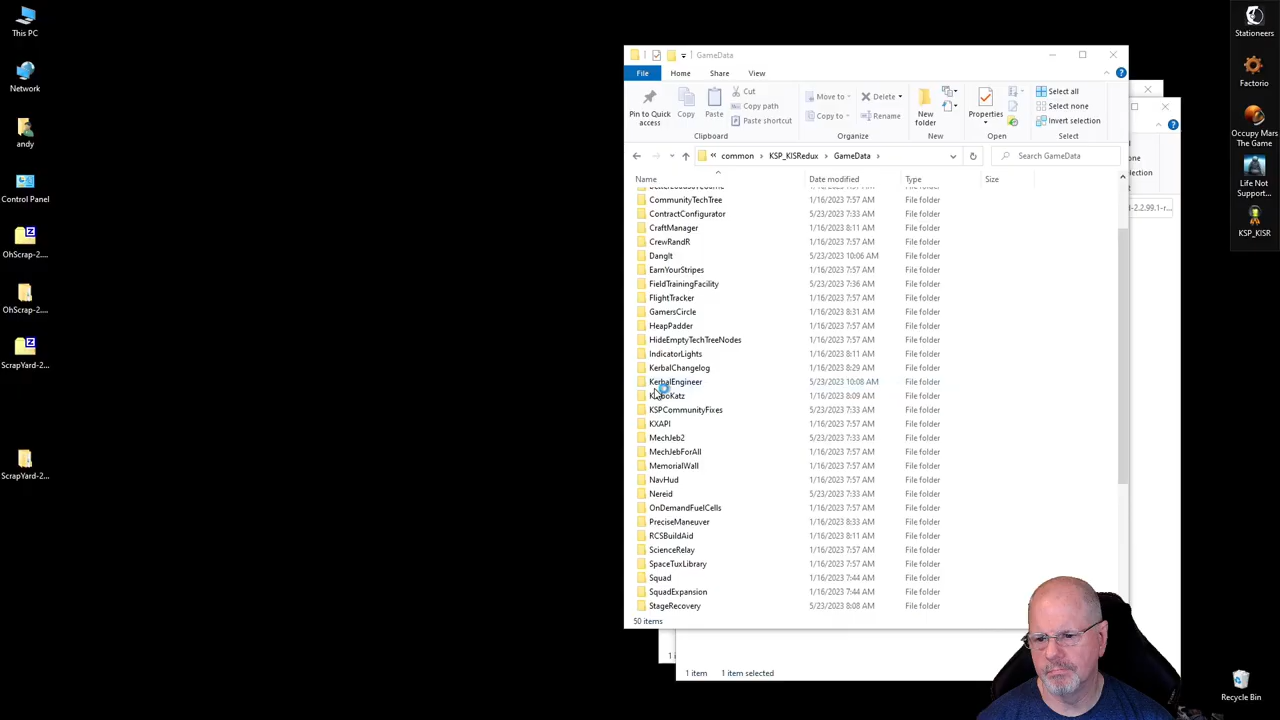 This PC
Network
andy
Control Panel
OhScrap-2....
OhScrap-2....
ScrapYard-2...
ScrapYard-2...
GameData
File
Home
Share
View
Pin to Quick access
Copy
Paste
Cut
Copy path
Paste shortcut
Clipboard
Move to
Copy to
Delete
Rename
Organize
New folder
New
Properties
Open
Select all
Select none
Invert selection
Select
common
KSP_KISRedux
GameData
Search GameData
Name Date modified Type Size
1/16/2023 7:57 AM File folder
CommunityTechTree 1/16/2023 7:57 AM File folder
ContractConfigurator 5/23/2023 7:33 AM File folder
CraftManager 1/16/2023 8:11 AM File folder
CrewRandR 1/16/2023 7:57 AM File folder
DangIt 5/23/2023 10:06 AM File folder
EarnYourStripes 1/16/2023 7:57 AM File folder
FieldTrainingFacility 5/23/2023 7:36 AM File folder
FlightTracker 1/16/2023 7:57 AM File folder
GamersCircle 1/16/2023 8:31 AM File folder
HeapPadder 1/16/2023 7:57 AM File folder
HideEmptyTechTreeNodes 1/16/2023 7:57 AM File folder
IndicatorLights 1/16/2023 8:11 AM File folder
KerbalChangelog 1/16/2023 8:29 AM File folder
KerbalEngineer 5/23/2023 10:08 AM File folder
1/16/2023 8:09 AM File folder
KSPCommunityFixes 5/23/2023 7:33 AM File folder
KXAPI 1/16/2023 7:57 AM File folder
MechJeb2 5/23/2023 7:33 AM File folder
MechJebForAll 1/16/2023 7:57 AM File folder
MemorialWall 1/16/2023 7:57 AM File folder
NavHud 1/16/2023 7:57 AM File folder
Nereid 5/23/2023 7:33 AM File folder
OnDemandFuelCells 1/16/2023 7:57 AM File folder
PreciseManeuver 1/16/2023 8:33 AM File folder
RCSBuildAid 1/16/2023 8:11 AM File folder
ScienceRelay 1/16/2023 7:57 AM File folder
SpaceTuxLibrary 1/16/2023 7:57 AM File folder
Squad 1/16/2023 7:44 AM File folder
SquadExpansion 1/16/2023 7:44 AM File folder
StageRecovery 5/23/2023 8:08 AM File folder
50 items
1 item 1 item selected
Stationeers
Factorio
Occupy Mars The Game
Life Not Support...
KSP_KISR
Recycle Bin